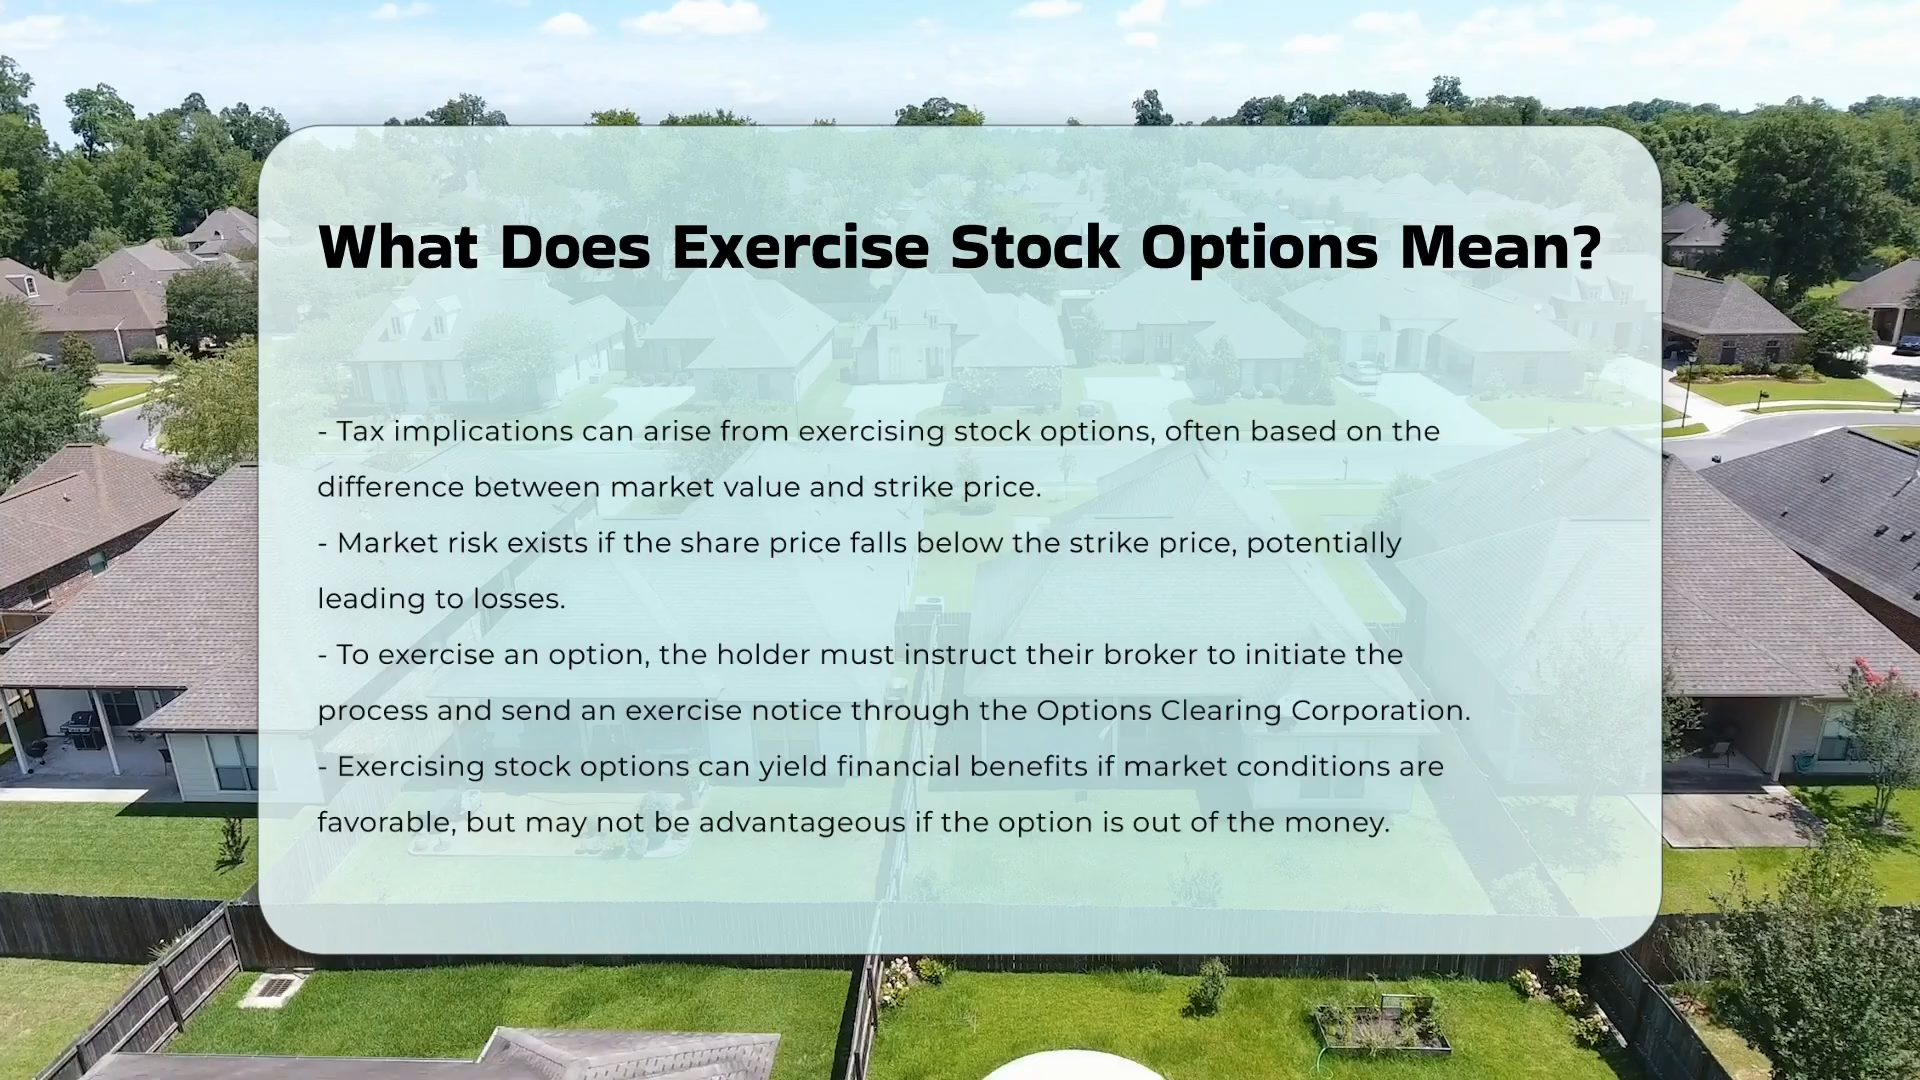 What Does Exercise Stock Options Mean?
- Tax implications can arise from exercising stock options, often based on the
difference between market value and strike price.
- Market risk exists if the share price falls below the strike price, potentially
leading to losses.
- To exercise an option, the holder must instruct their broker to initiate the
process and send an exercise notice through the Options Clearing Corporation.
- Exercising stock options can yield financial benefits if market conditions are
favorable, but may not be advantageous if the option is out of the money.